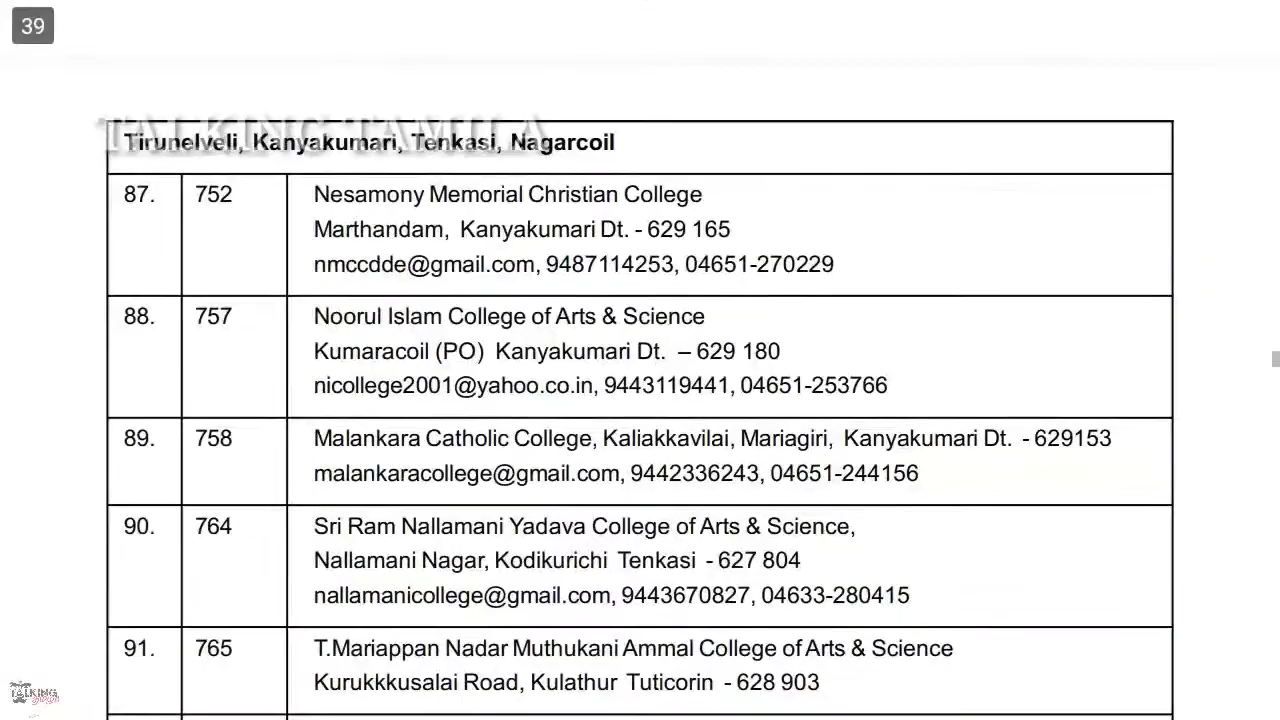 39
TALKING TAMILA
Tirunelveli, Kanyakumari, Tenkasi, Nagarcoil
87. 752 Nesamony Memorial Christian College
Marthandam, Kanyakumari Dt. - 629 165
nmccdde@gmail.com, 9487114253, 04651-270229
88. 757 Noorul Islam College of Arts & Science
Kumaracoil (PO) Kanyakumari Dt. – 629 180
nicollege2001@yahoo.co.in, 9443119441, 04651-253766
89. 758 Malankara Catholic College, Kaliakkavilai, Mariagiri, Kanyakumari Dt. - 629153
malankaracollege@gmail.com, 9442336243, 04651-244156
90. 764 Sri Ram Nallamani Yadava College of Arts & Science,
Nallamani Nagar, Kodikurichi Tenkasi - 627 804
nallamanicollege@gmail.com, 9443670827, 04633-280415
91. 765 T.Mariappan Nadar Muthukani Ammal College of Arts & Science
Kurukkkusalai Road, Kulathur Tuticorin - 628 903
TALKING